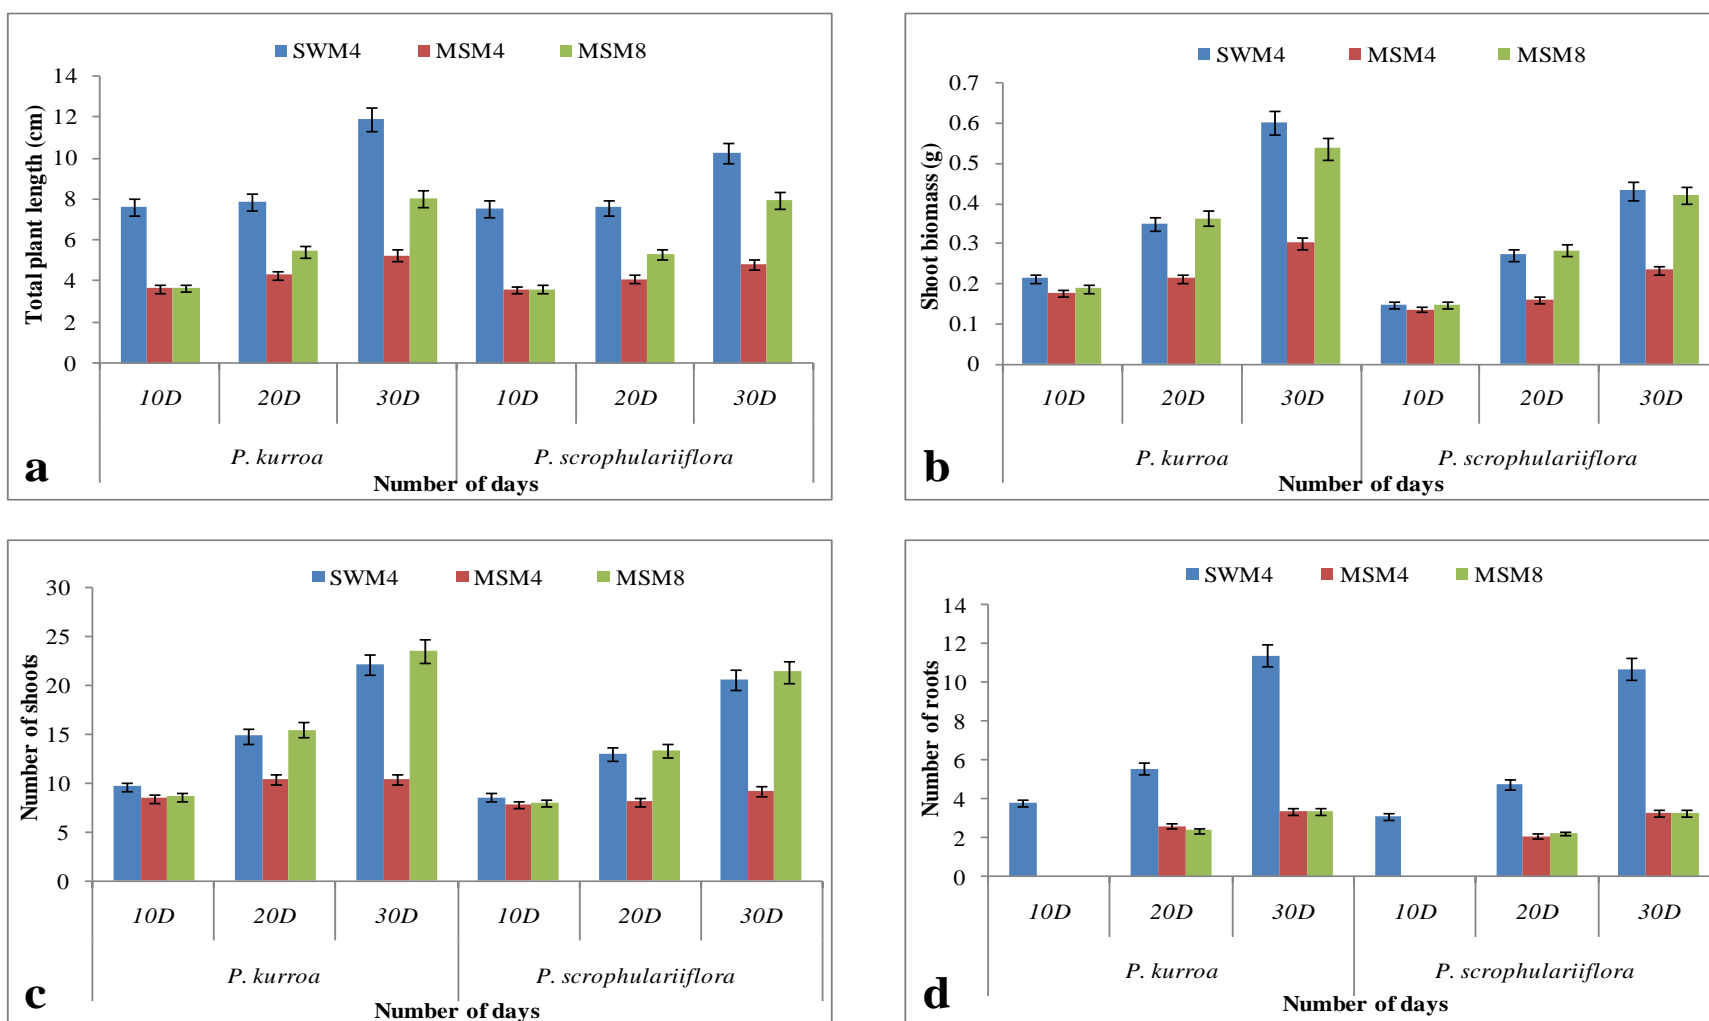 SWM4 MSM4 MSM8
Total plant length (cm)
14
12
10
8
6
4
2
0
10D 20D 30D 10D 20D 30D
P. kurroa P. scrophulariiflora
a
Number of days
SWM4 MSM4 MSM8
Shoot biomass (g)
0.7
0.6
0.5
0.4
0.3
0.2
0.1
0
10D 20D 30D 10D 20D 30D
P. kurroa P. scrophulariiflora
b
Number of days
SWM4 MSM4 MSM8
Number of shoots
30
25
20
15
10
5
0
10D 20D 30D 10D 20D 30D
P. kurroa P. scrophulariiflora
c
Number of days
SWM4 MSM4 MSM8
Number of roots
14
12
10
8
6
4
2
0
10D 20D 30D 10D 20D 30D
P. kurroa P. scrophulariiflora
d
Number of days